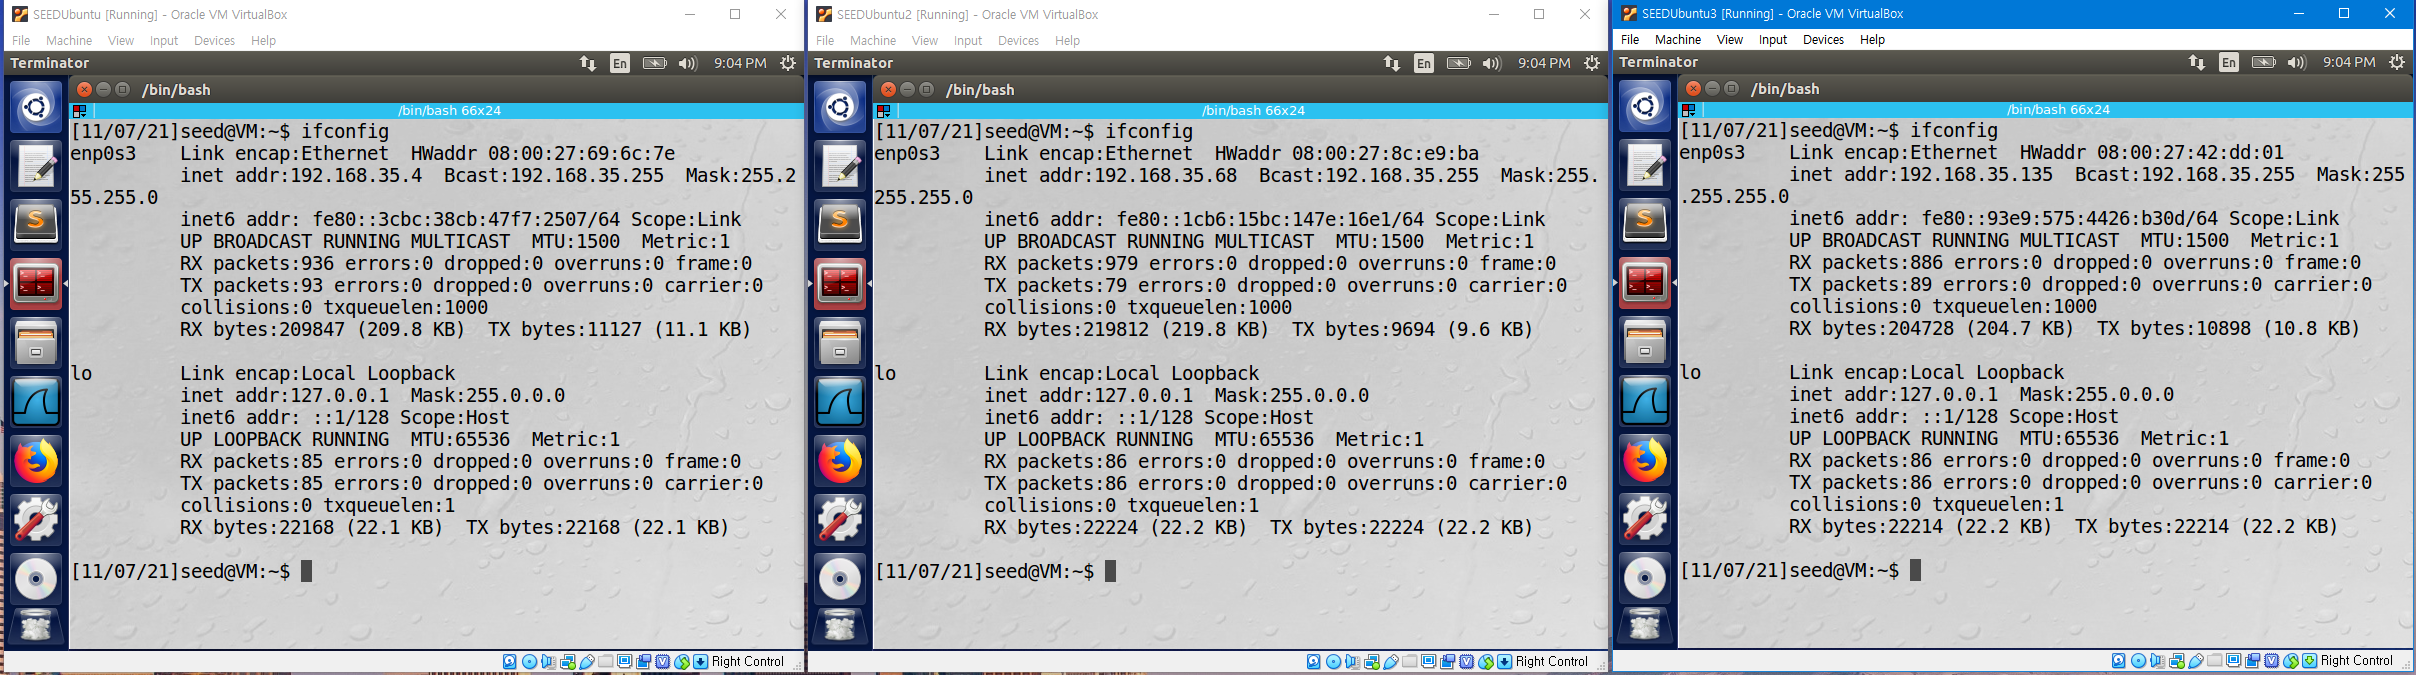 SEEDUbuntu [Running] - Oracle VM VirtualBox
File Machine View Input Devices Help
Terminator En 9:04 PM
/bin/bash
/bin/bash 66x24
[11/07/21]seed@VM:~$ ifconfig
enp0s3 Link encap:Ethernet HWaddr 08:00:27:69:6c:7e
inet addr:192.168.35.4 Bcast:192.168.35.255 Mask:255.2
55.255.0
inet6 addr: fe80::3cbc:38cb:47f7:2507/64 Scope:Link
UP BROADCAST RUNNING MULTICAST MTU:1500 Metric:1
RX packets:936 errors:0 dropped:0 overruns:0 frame:0
TX packets:93 errors:0 dropped:0 overruns:0 carrier:0
collisions:0 txqueuelen:1000
RX bytes:209847 (209.8 KB) TX bytes:11127 (11.1 KB)
lo Link encap:Local Loopback
inet addr:127.0.0.1 Mask:255.0.0.0
inet6 addr: ::1/128 Scope:Host
UP LOOPBACK RUNNING MTU:65536 Metric:1
RX packets:85 errors:0 dropped:0 overruns:0 frame:0
TX packets:85 errors:0 dropped:0 overruns:0 carrier:0
collisions:0 txqueuelen:1
RX bytes:22168 (22.1 KB) TX bytes:22168 (22.1 KB)
[11/07/21]seed@VM:~$
Right Control
SEEDUbuntu2 [Running] - Oracle VM VirtualBox
File Machine View Input Devices Help
Terminator En 9:04 PM
/bin/bash
/bin/bash 66x24
[11/07/21]seed@VM:~$ ifconfig
enp0s3 Link encap:Ethernet HWaddr 08:00:27:8c:e9:ba
inet addr:192.168.35.68 Bcast:192.168.35.255 Mask:255.
255.255.0
inet6 addr: fe80::1cb6:15bc:147e:16e1/64 Scope:Link
UP BROADCAST RUNNING MULTICAST MTU:1500 Metric:1
RX packets:979 errors:0 dropped:0 overruns:0 frame:0
TX packets:79 errors:0 dropped:0 overruns:0 carrier:0
collisions:0 txqueuelen:1000
RX bytes:219812 (219.8 KB) TX bytes:9694 (9.6 KB)
lo Link encap:Local Loopback
inet addr:127.0.0.1 Mask:255.0.0.0
inet6 addr: ::1/128 Scope:Host
UP LOOPBACK RUNNING MTU:65536 Metric:1
RX packets:86 errors:0 dropped:0 overruns:0 frame:0
TX packets:86 errors:0 dropped:0 overruns:0 carrier:0
collisions:0 txqueuelen:1
RX bytes:22224 (22.2 KB) TX bytes:22224 (22.2 KB)
[11/07/21]seed@VM:~$
Right Control
SEEDUbuntu3 [Running] - Oracle VM VirtualBox
File Machine View Input Devices Help
Terminator En 9:04 PM
/bin/bash
/bin/bash 66x24
[11/07/21]seed@VM:~$ ifconfig
enp0s3 Link encap:Ethernet HWaddr 08:00:27:42:dd:01
inet addr:192.168.35.135 Bcast:192.168.35.255 Mask:255
.255.255.0
inet6 addr: fe80::93e9:575:4426:b30d/64 Scope:Link
UP BROADCAST RUNNING MULTICAST MTU:1500 Metric:1
RX packets:886 errors:0 dropped:0 overruns:0 frame:0
TX packets:89 errors:0 dropped:0 overruns:0 carrier:0
collisions:0 txqueuelen:1000
RX bytes:204728 (204.7 KB) TX bytes:10898 (10.8 KB)
lo Link encap:Local Loopback
inet addr:127.0.0.1 Mask:255.0.0.0
inet6 addr: ::1/128 Scope:Host
UP LOOPBACK RUNNING MTU:65536 Metric:1
RX packets:86 errors:0 dropped:0 overruns:0 frame:0
TX packets:86 errors:0 dropped:0 overruns:0 carrier:0
collisions:0 txqueuelen:1
RX bytes:22214 (22.2 KB) TX bytes:22214 (22.2 KB)
[11/07/21]seed@VM:~$
Right Control